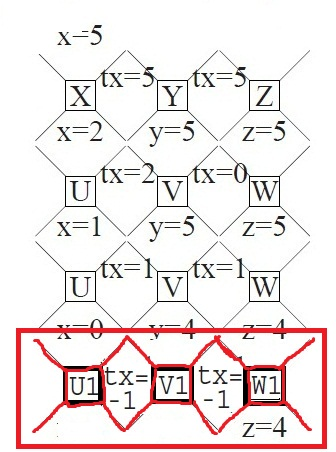 x=5
tx=5 tx=5
X Y Z
x=2 y=5 z=5
tx=2 tx=0
U V W
x=1 y=5 z=5
tx=1 tx=1
U V W
x=0 y=4 z=4
U1 tx= V1 tx= W1
-1 -1
z=4